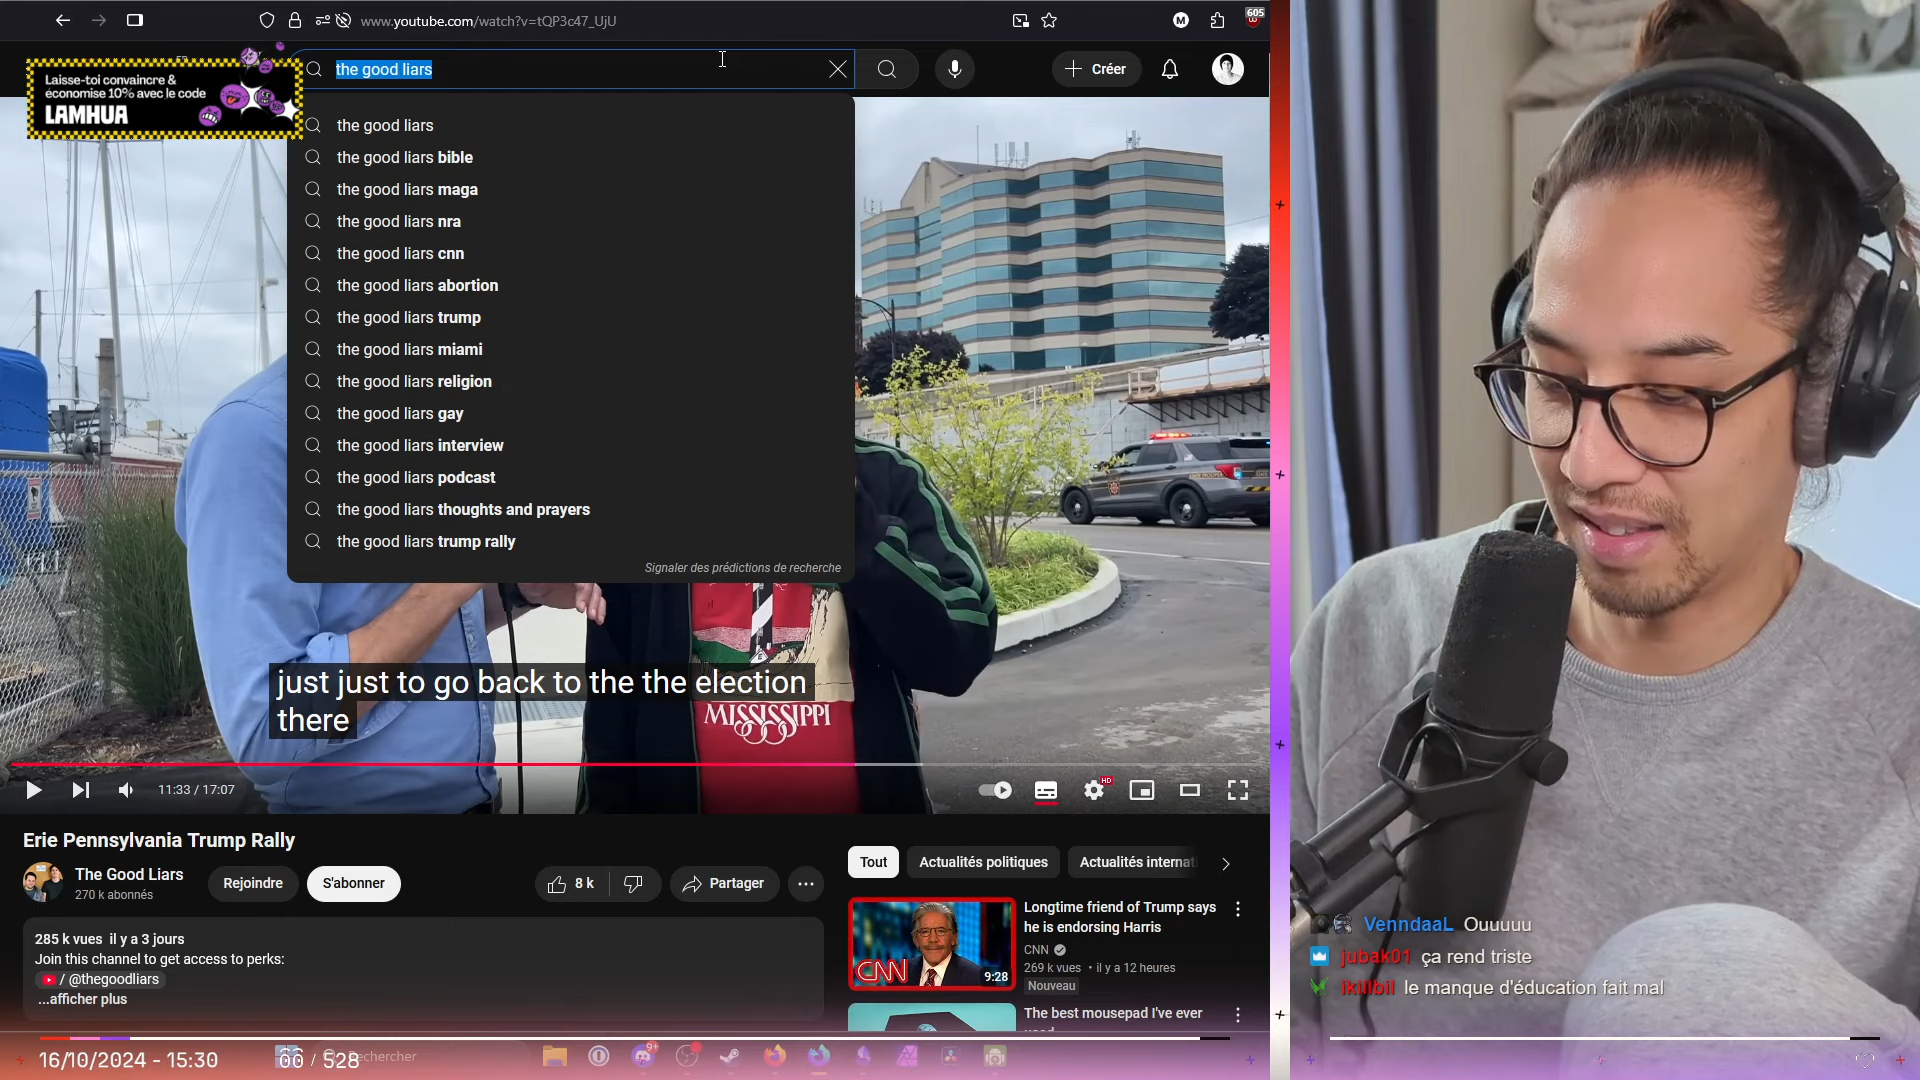 www.youtube.com/watch?v=tQP3c47_UjU
M
605
Laisse-toi convaincre &
économise 10% avec le code
LAMHUA
the good liars
Créer
the good liars
the good liars bible
the good liars maga
the good liars nra
the good liars cnn
the good liars abortion
the good liars trump
the good liars miami
the good liars religion
the good liars gay
the good liars interview
the good liars podcast
the good liars thoughts and prayers
the good liars trump rally
Signaler des prédictions de recherche
just just to go back to the the election
there
MISSISSIPPI
11:33 / 17:07
HD
Erie Pennsylvania Trump Rally
The Good Liars
270 k abonnés
Rejoindre
S'abonner
8 k
Partager
285 k vues il y a 3 jours
Join this channel to get access to perks:
/ @thegoodliars
...afficher plus
Tout
Actualités politiques
Actualités internati
CNN
9:28
Longtime friend of Trump says
he is endorsing Harris
CNN
269 k vues • il y a 12 heures
Nouveau
The best mousepad I've ever
used
VenndaaL Ouuuuu
jubak01 ça rend triste
ikillbil le manque d'éducation fait mal
16/10/2024 - 15:30
66 / 528
Rechercher
9+